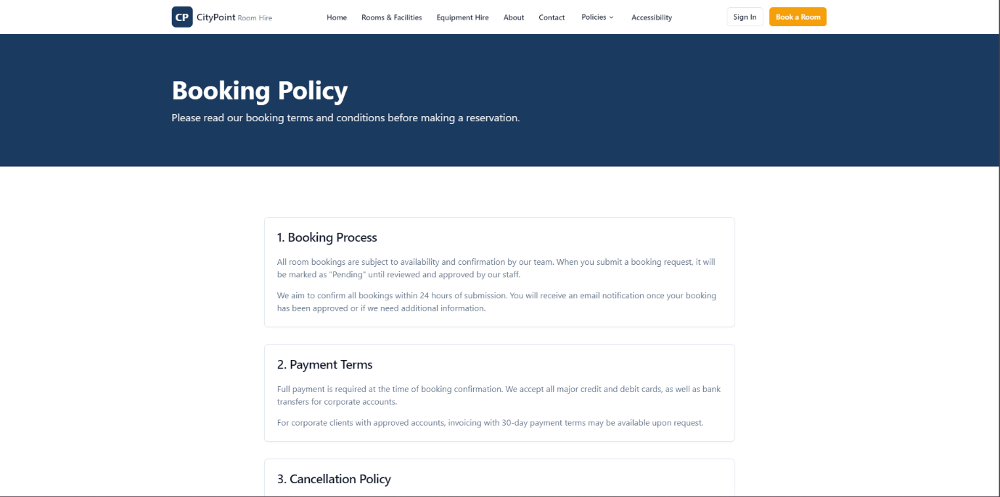 CP CityPoint Room Hire Home Rooms & Facilities Equipment Hire About Contact Policies Accessibility Sign In Book a Room
Booking Policy
Please read our booking terms and conditions before making a reservation.
1. Booking Process
All room bookings are subject to availability and confirmation by our team. When you submit a booking request, it will
be marked as "Pending" until reviewed and approved by our staff.
We aim to confirm all bookings within 24 hours of submission. You will receive an email notification once your booking
has been approved or if we need additional information.
2. Payment Terms
Full payment is required at the time of booking confirmation. We accept all major credit and debit cards, as well as bank
transfers for corporate accounts.
For corporate clients with approved accounts, invoicing with 30-day payment terms may be available upon request.
3. Cancellation Policy